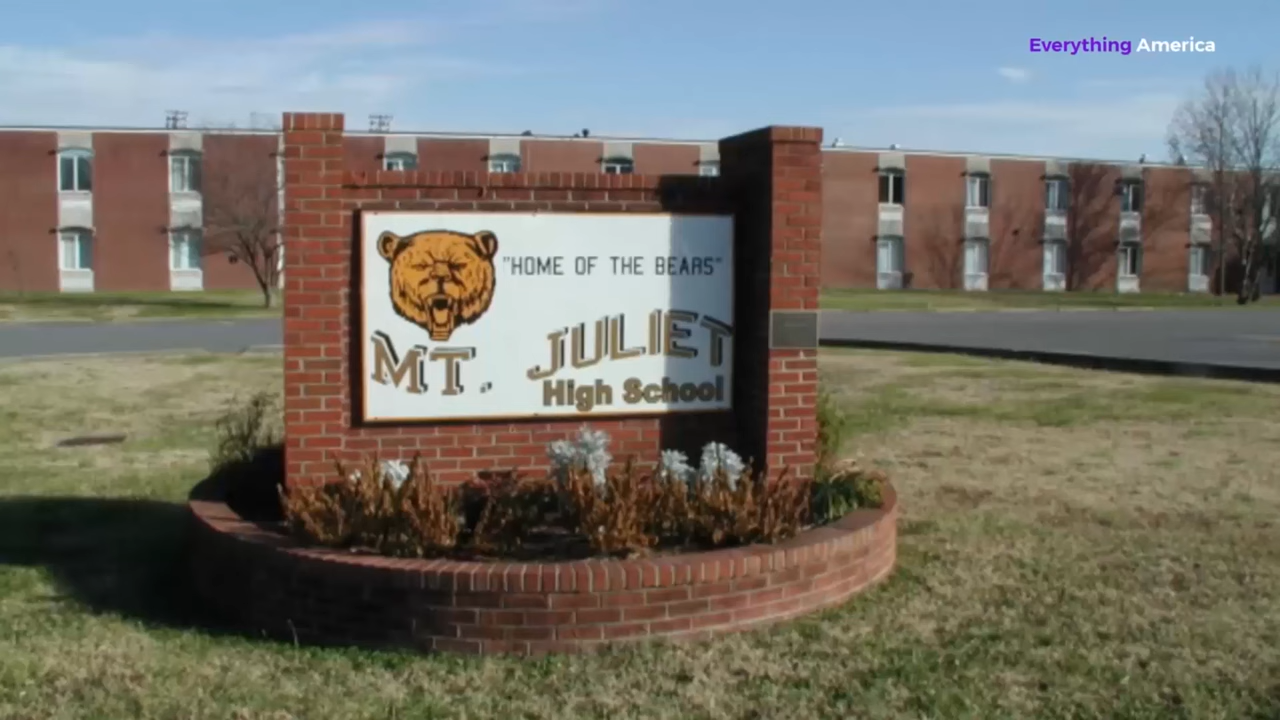 Everything America
"HOME OF THE BEARS"
MT. JULIET
High School